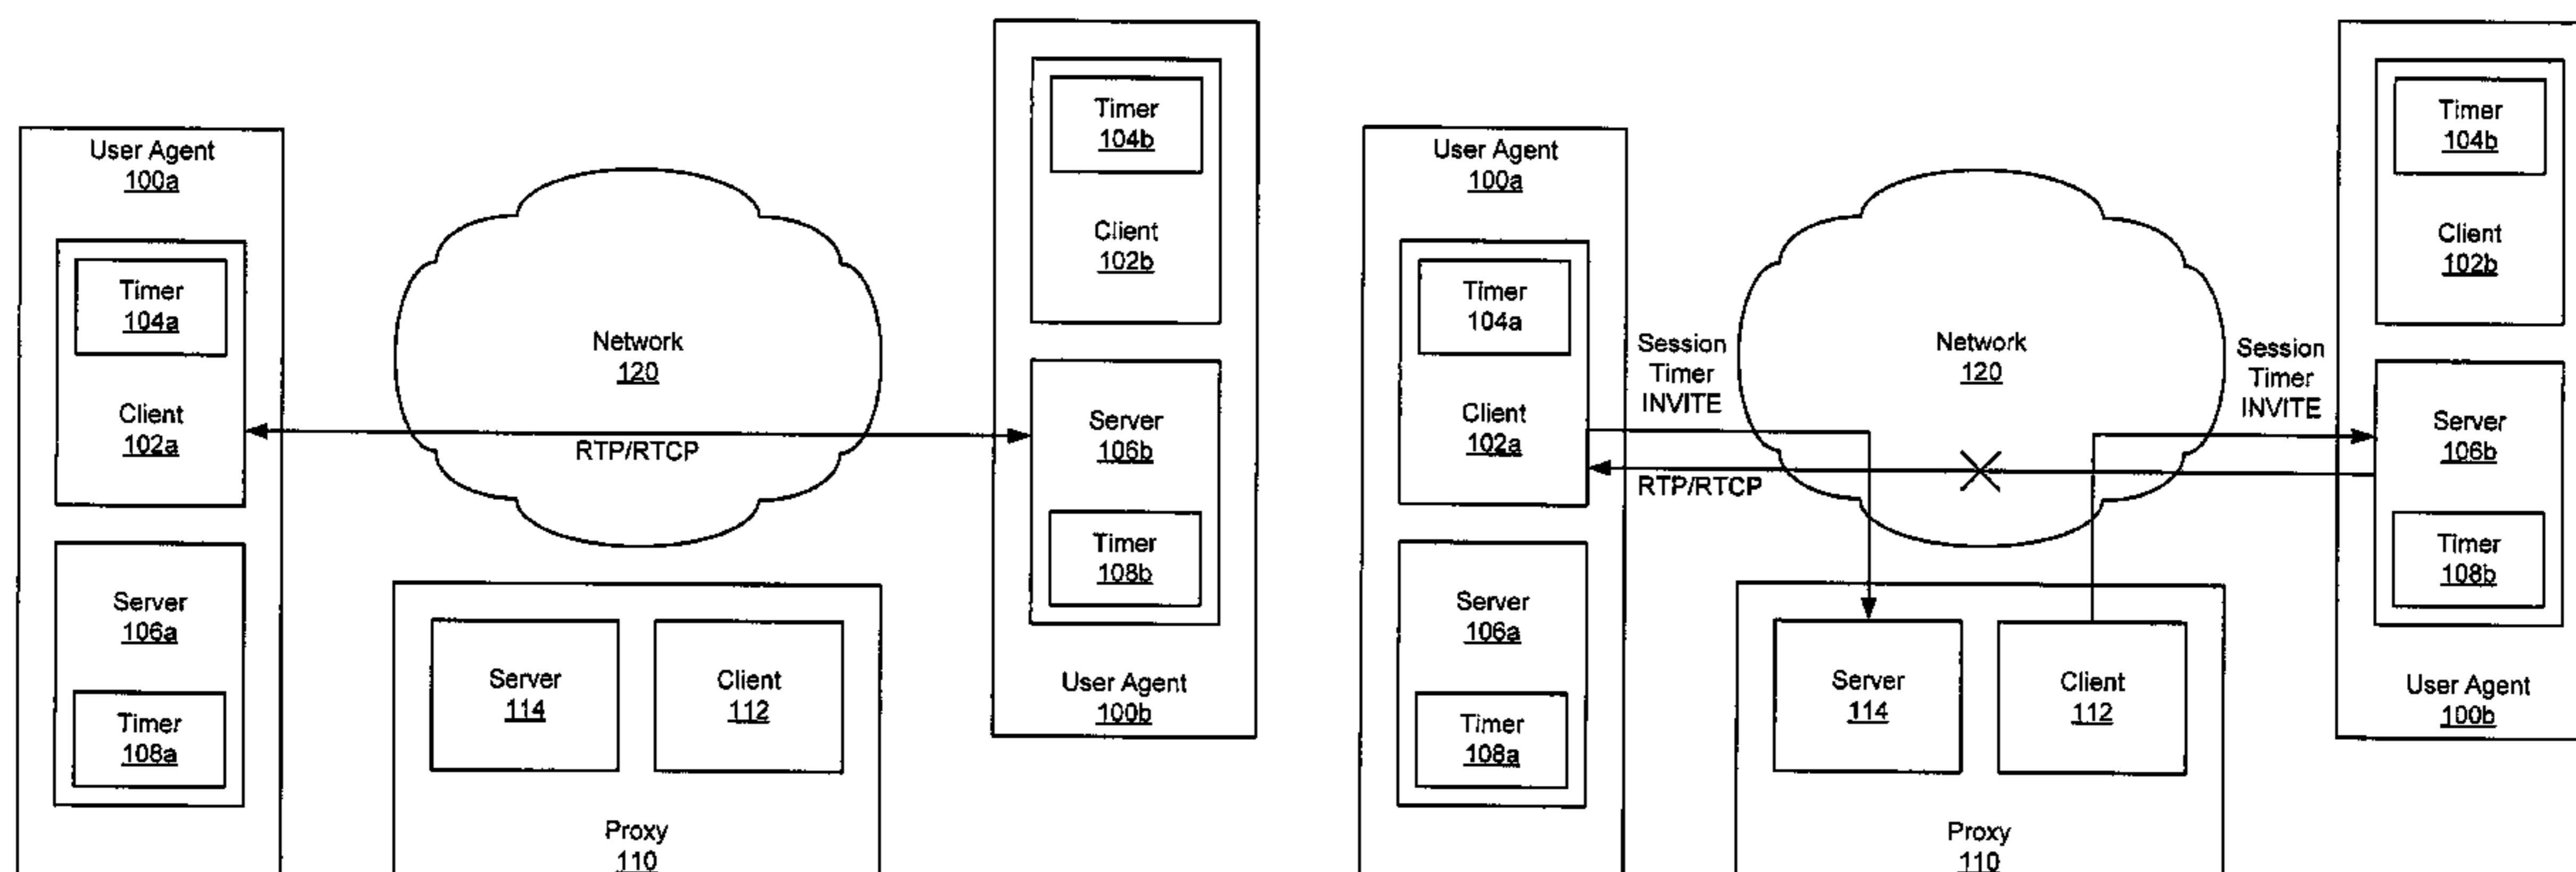 User Agent
100a
Timer
104a
Client
102a
Server
106a
Timer
108a
Network
120
RTP/RTCP
Server
114
Client
112
Proxy
110
Timer
104b
Client
102b
Server
106b
Timer
108b
User Agent
100b
User Agent
100a
Timer
104a
Client
102a
Server
106a
Timer
108a
Session
Timer
INVITE
RTP/RTCP
Network
120
Server
114
Client
112
Proxy
110
Session
Timer
INVITE
Timer
104b
Client
102b
Server
106b
Timer
108b
User Agent
100b